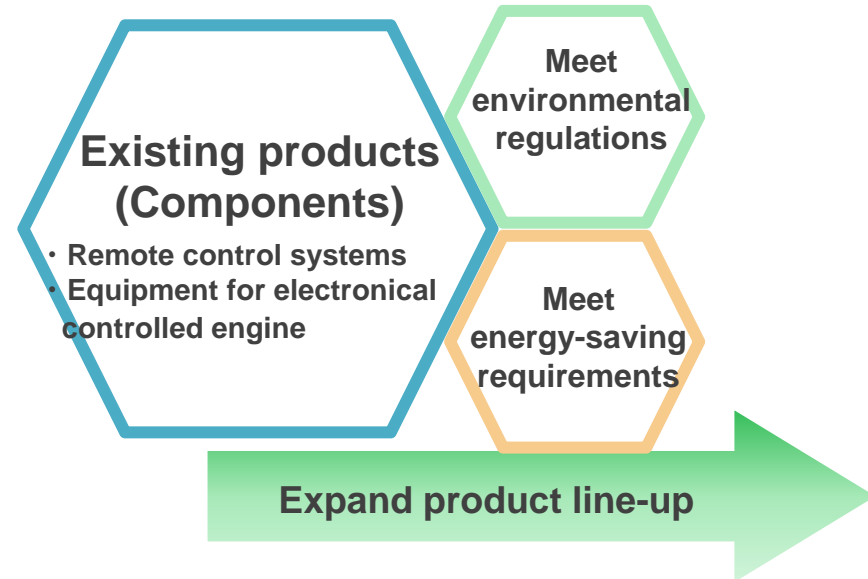 Existing products
(Components)
・Remote control systems
・Equipment for electronical
controlled engine
Meet
environmental
regulations
Meet
energy-saving
requirements
Expand product line-up